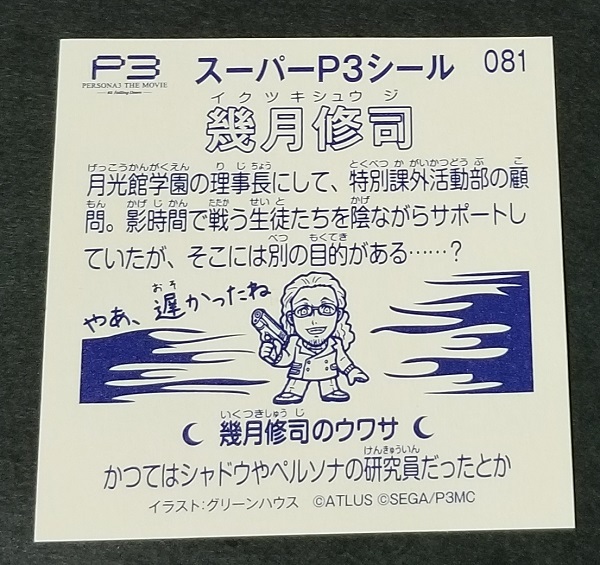 P3
PERSONA3 THE MOVIE
スーパーP3シール
081
イクツキシュウジ
幾月修司
げっこうかんがくえん りじちょう とくべつかがいかつどうぶ こ
月光館学園の理事長にして、特別課外活動部の顧
もん かげじかん たたか せいと かげ
問。影時間で戦う生徒たちを陰ながらサポートし
べつ もくてき
ていたが、そこには別の目的がある……？
おそ
やあ、遅かったね
いくつきしゅうじ
幾月修司のウワサ
けんきゅういん
かつてはシャドウやペルソナの研究員だったとか
イラスト：グリーンハウス ©ATLUS ©SEGA/P3MC